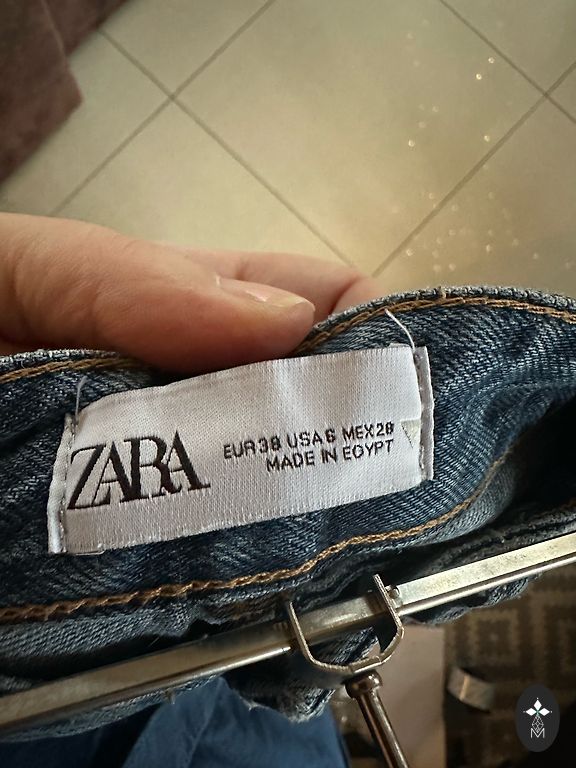 ZARA
EUR 38 USA 6 MEX 28
MADE IN EGYPT
M